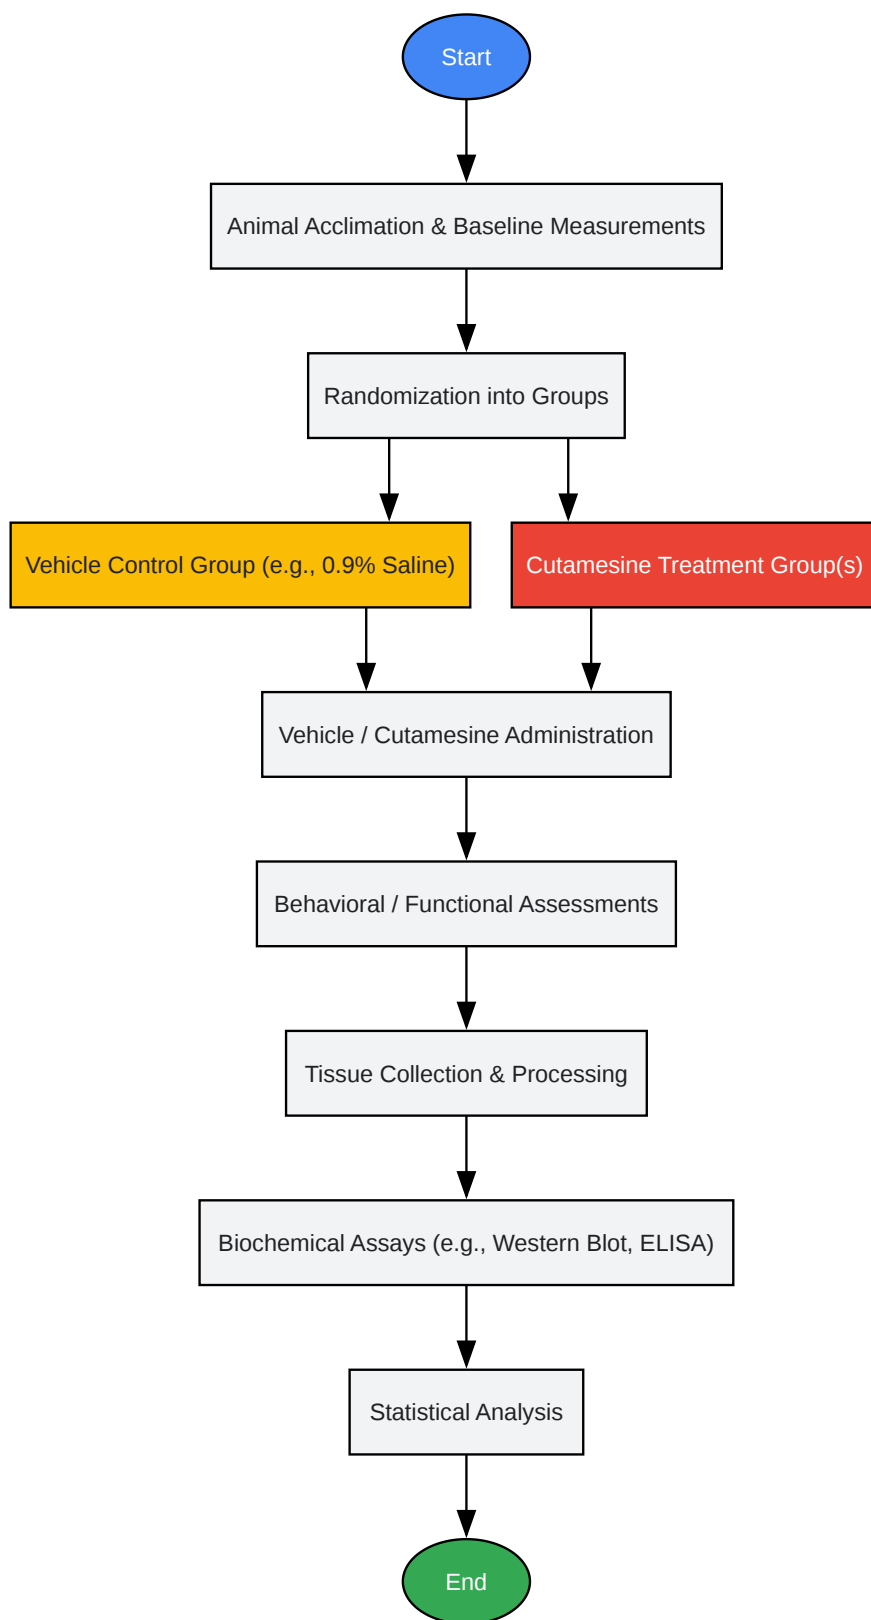 Start
Animal Acclimation & Baseline Measurements
Randomization into Groups
Vehicle Control Group (e.g., 0.9% Saline)
Cutamesine Treatment Group(s)
Vehicle / Cutamesine Administration
Behavioral / Functional Assessments
Tissue Collection & Processing
Biochemical Assays (e.g., Western Blot, ELISA)
Statistical Analysis
End